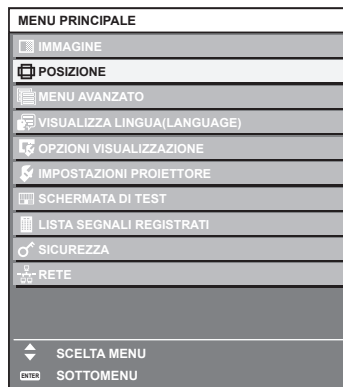 MENU PRINCIPALE
IMMAGINE
POSIZIONE
MENU AVANZATO
VISUALIZZA LINGUA(LANGUAGE)
OPZIONI VISUALIZZAZIONE
IMPOSTAZIONI PROIETTORE
SCHERMATA DI TEST
LISTA SEGNALI REGISTRATI
SICUREZZA
RETE
SCELTA MENU
ENTER SOTTOMENU